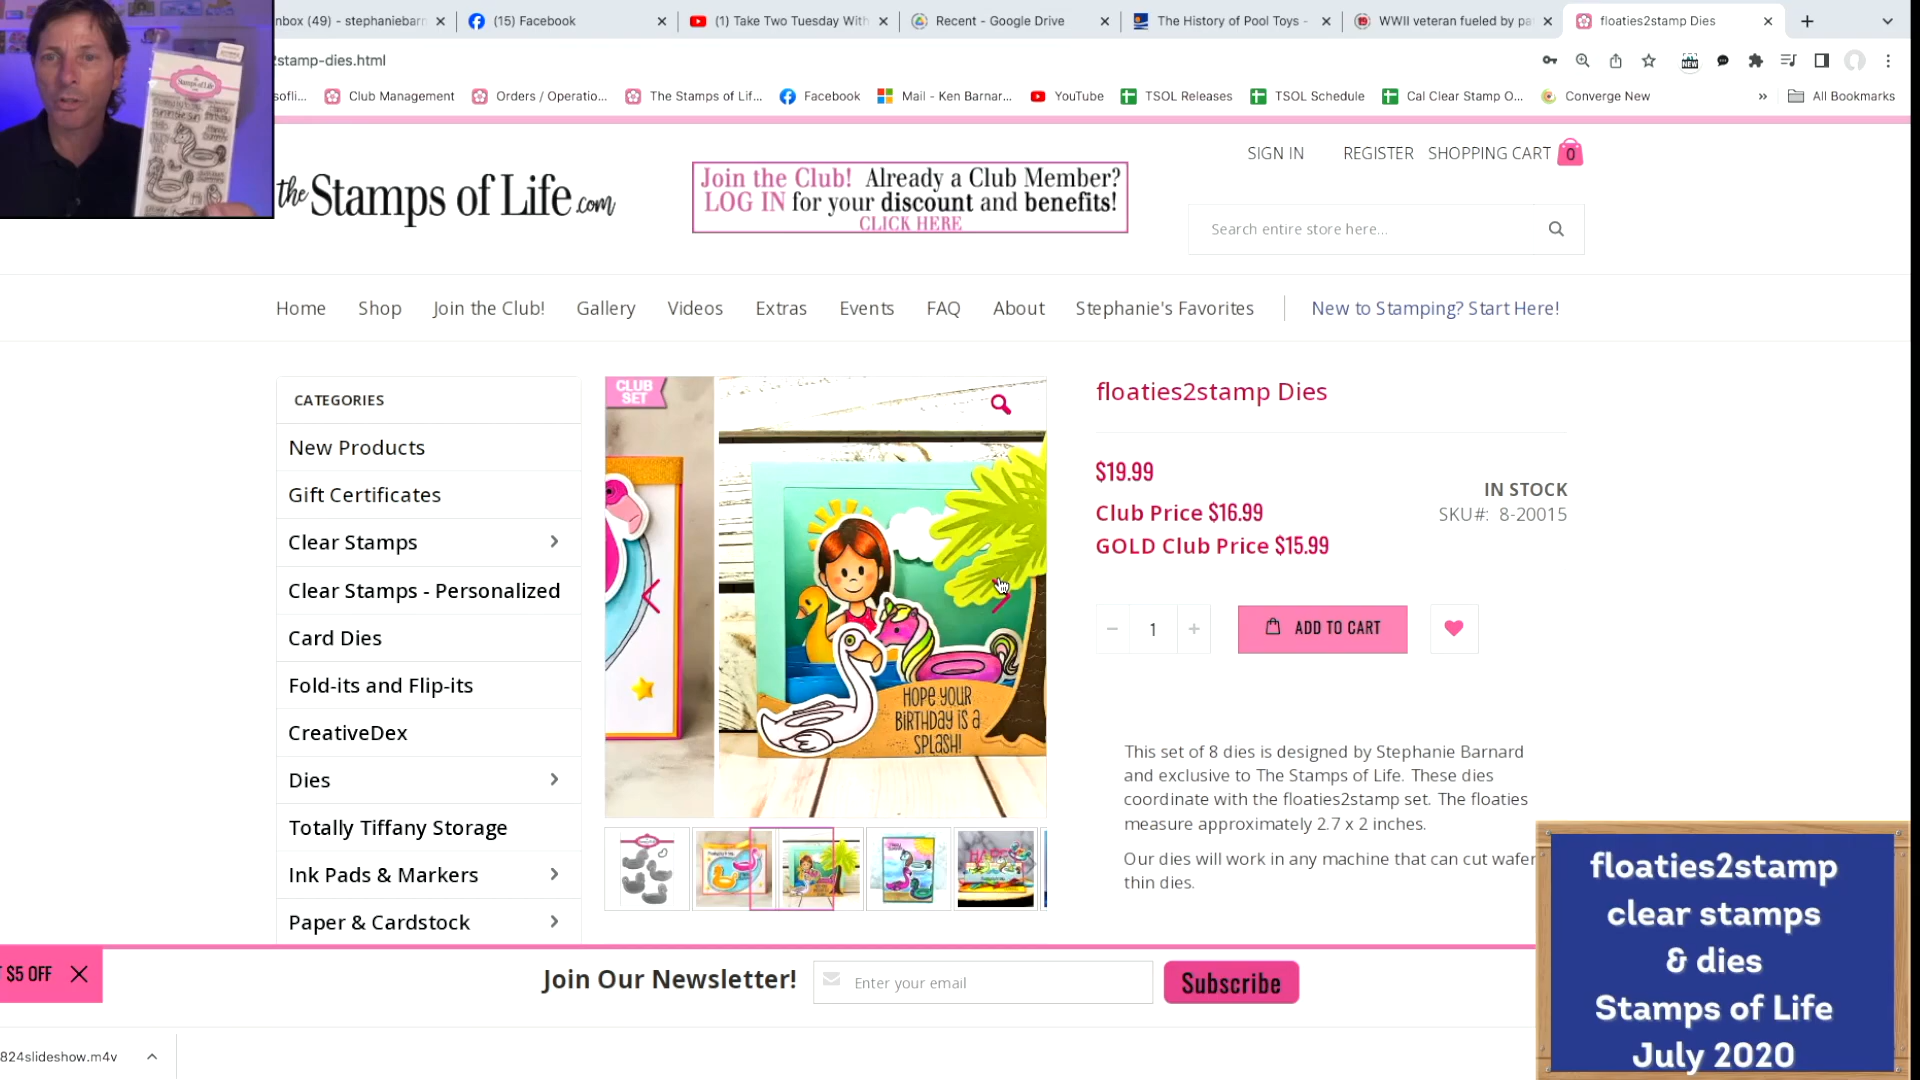 nbox (49) - stephaniebarn
(15) Facebook
(1) Take Two Tuesday With
Recent - Google Drive
The History of Pool Toys -
WWII veteran fueled by pa
floaties2stamp Dies
2stamp-dies.html
Club Management
Orders / Operatio...
The Stamps of Lif...
Facebook
Mail - Ken Barnar...
YouTube
TSOL Releases
TSOL Schedule
Cal Clear Stamp O...
Converge New
»
All Bookmarks
Stamps of Life
the Stamps of Life.com
Join the Club! Already a Club Member?
LOG IN for your discount and benefits!
CLICK HERE
SIGN IN
REGISTER
SHOPPING CART 0
Search entire store here...
Home
Shop
Join the Club!
Gallery
Videos
Extras
Events
FAQ
About
Stephanie's Favorites
New to Stamping? Start Here!
CATEGORIES
New Products
Gift Certificates
Clear Stamps
Clear Stamps - Personalized
Card Dies
Fold-its and Flip-its
CreativeDex
Dies
Totally Tiffany Storage
Ink Pads & Markers
Paper & Cardstock
CLUB
SET
HOPE YOUR
BIRTHDAY IS A
SPLASH!
floaties2stamp Dies
$19.99
Club Price $16.99
GOLD Club Price $15.99
IN STOCK
SKU#: 8-20015
1
ADD TO CART
This set of 8 dies is designed by Stephanie Barnard
and exclusive to The Stamps of Life. These dies
coordinate with the floaties2stamp set. The floaties
measure approximately 2.7 x 2 inches.
Our dies will work in any machine that can cut wafer
thin dies.
$5 OFF
Join Our Newsletter!
Enter your email
Subscribe
824slideshow.m4v
floaties2stamp
clear stamps
& dies
Stamps of Life
July 2020